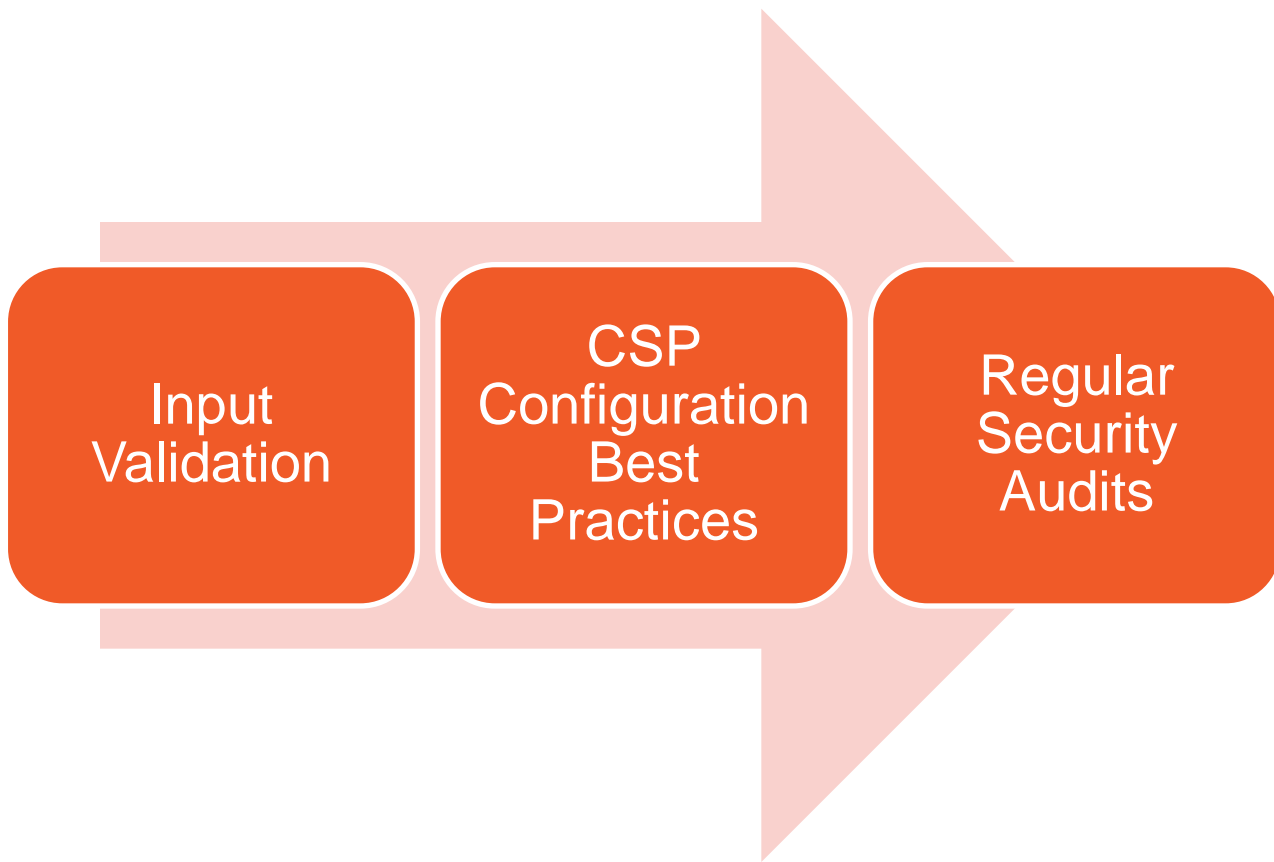 Input
Validation
CSP
Configuration
Best
Practices
Regular
Security
Audits